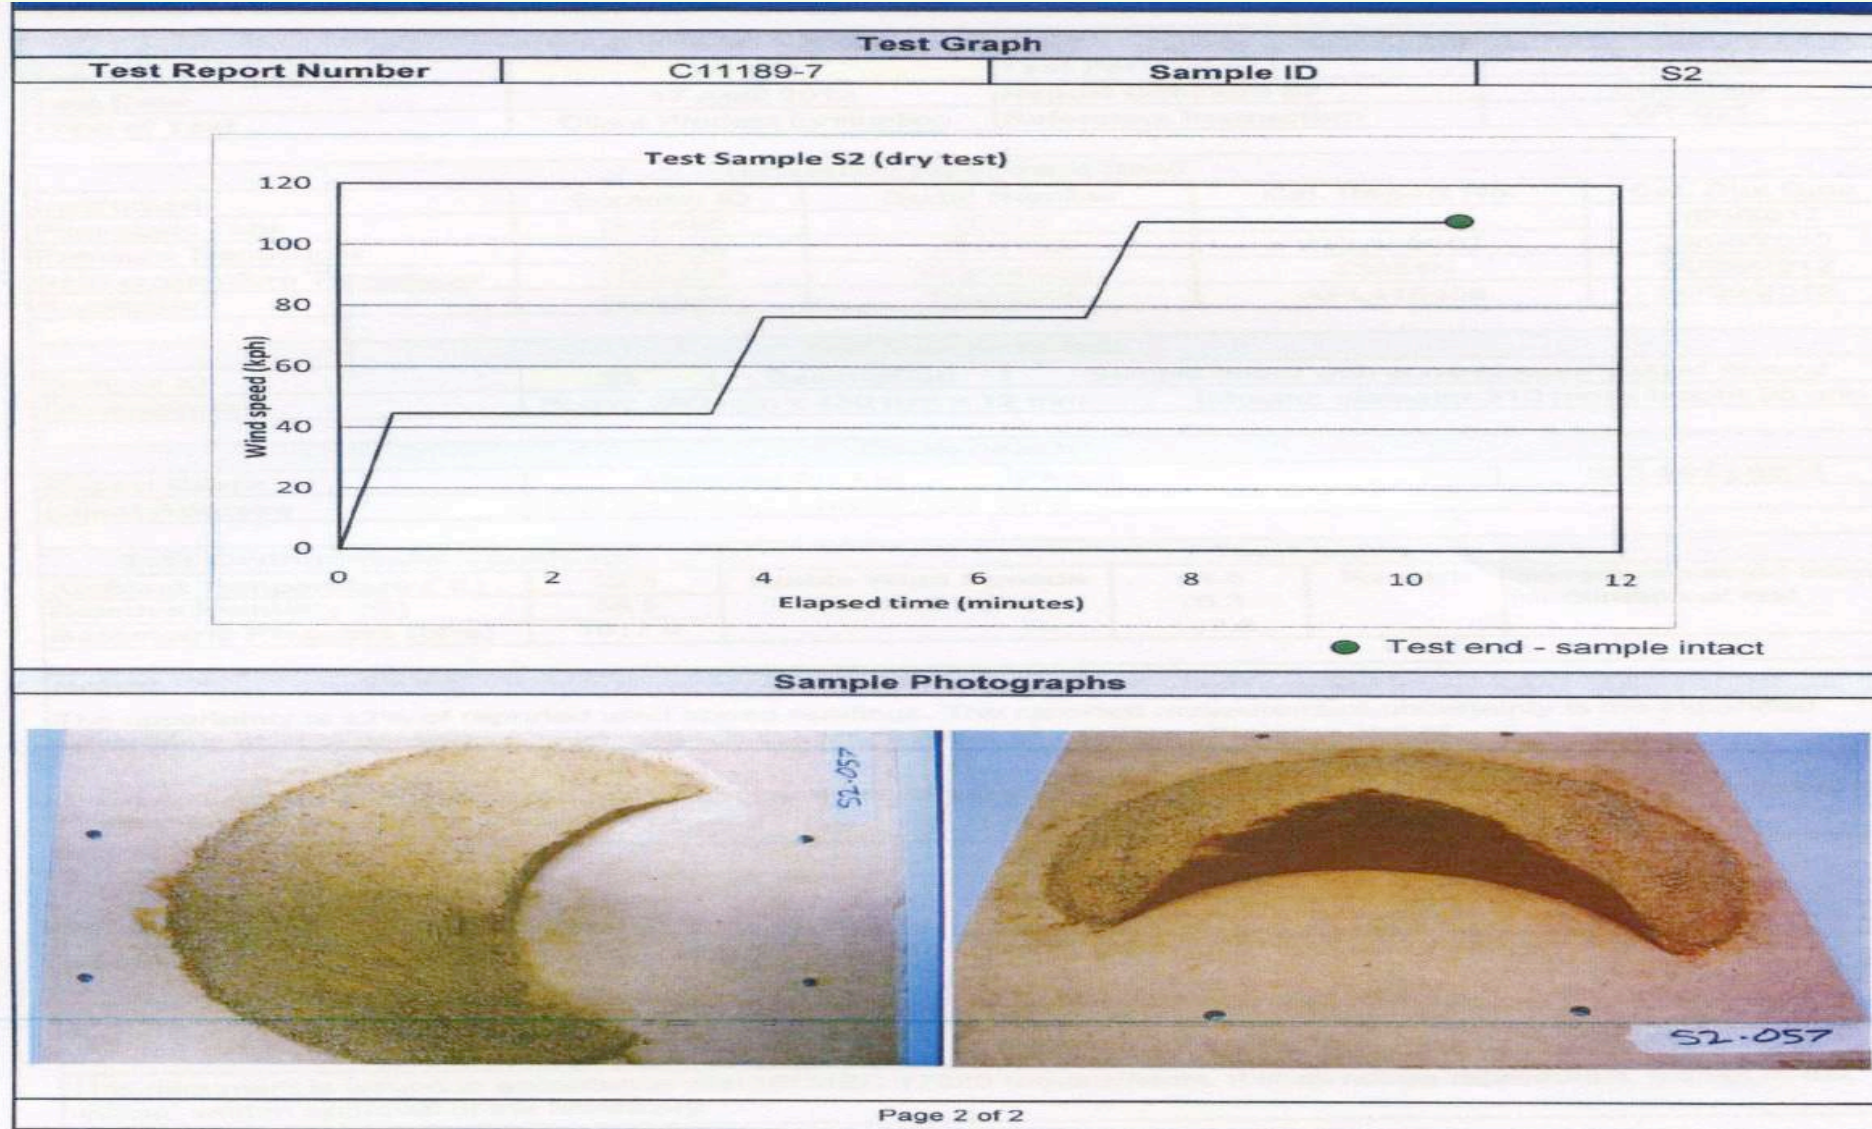 Test Graph
Test Report Number C11189-7 Sample ID S2
Test Sample S2 (dry test)
120
100
80
60
40
20
0
Wind speed (kph)
0 2 4 6 8 10 12
Elapsed time (minutes)
Test end - sample intact
Sample Photographs
S2-057
S2-057
Page 2 of 2